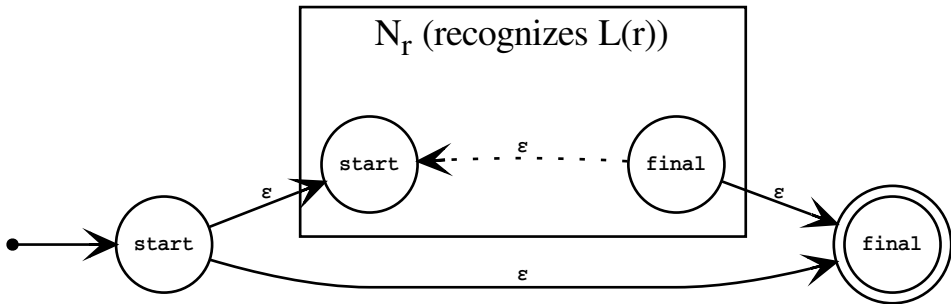 N_r (recognizes L(r))
ε
start
final
ε
ε
start
final
ε